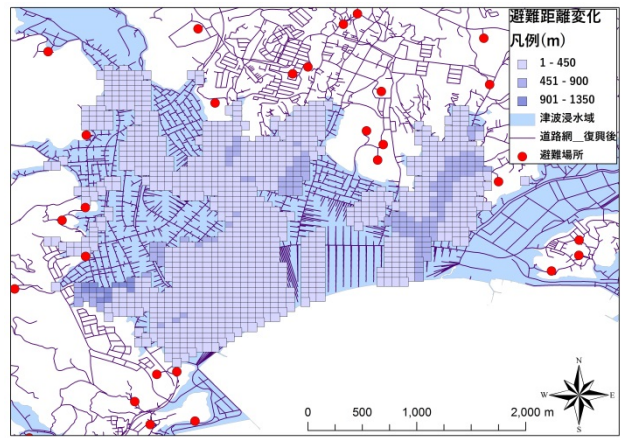 避難距離変化
凡例(m)
1 - 450
451 - 900
901 - 1350
津波浸水域
道路網__復興後
避難場所
N
W E
S
0 500 1,000 2,000 m